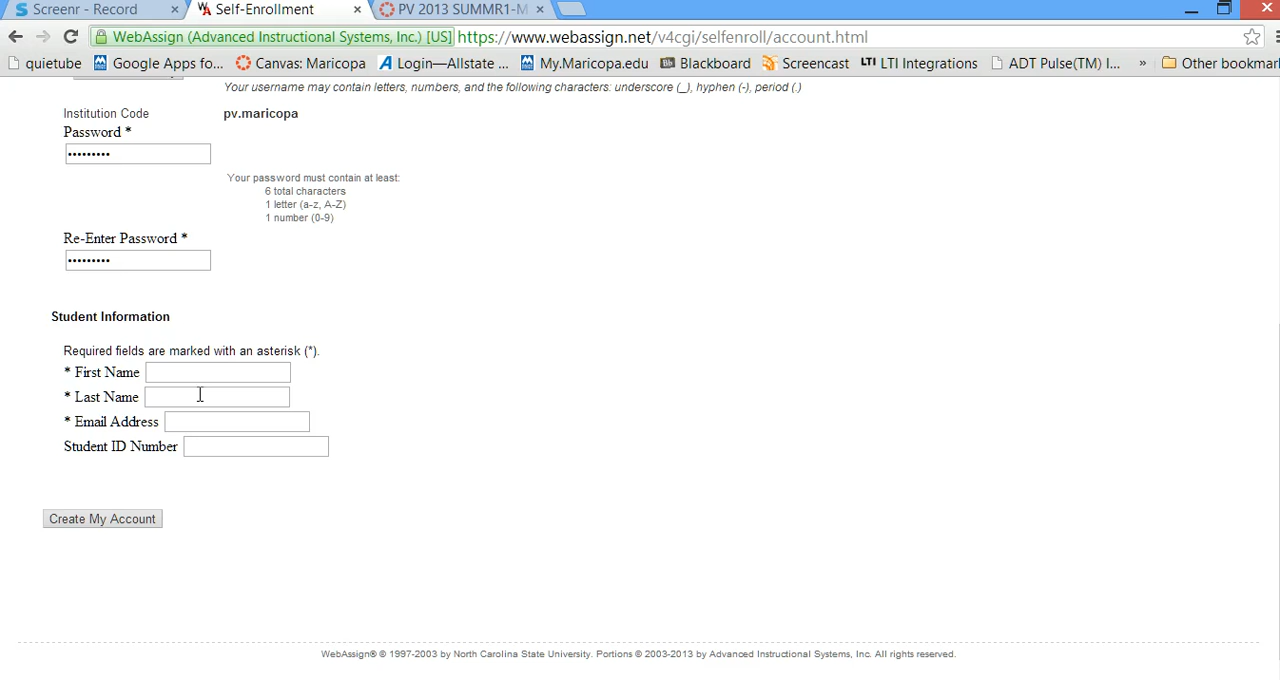 Screenr - Record
Self-Enrollment
PV 2013 SUMMR1-M
WebAssign (Advanced Instructional Systems, Inc.) [US] https://www.webassign.net/v4cgi/selfenroll/account.html
quietube Google Apps fo... Canvas: Maricopa Login—Allstate ... My.Maricopa.edu Bb Blackboard Screencast LTI LTI Integrations ADT Pulse(TM) I... » Other bookmar
Your username may contain letters, numbers, and the following characters: underscore (_), hyphen (-), period (.)
Institution Code pv.maricopa
Password *
•••••••••
Your password must contain at least:
6 total characters
1 letter (a-z, A-Z)
1 number (0-9)
Re-Enter Password *
•••••••••
Student Information
Required fields are marked with an asterisk (*).
* First Name
* Last Name
* Email Address
Student ID Number
Create My Account
WebAssign® © 1997-2003 by North Carolina State University. Portions © 2003-2013 by Advanced Instructional Systems, Inc. All rights reserved.